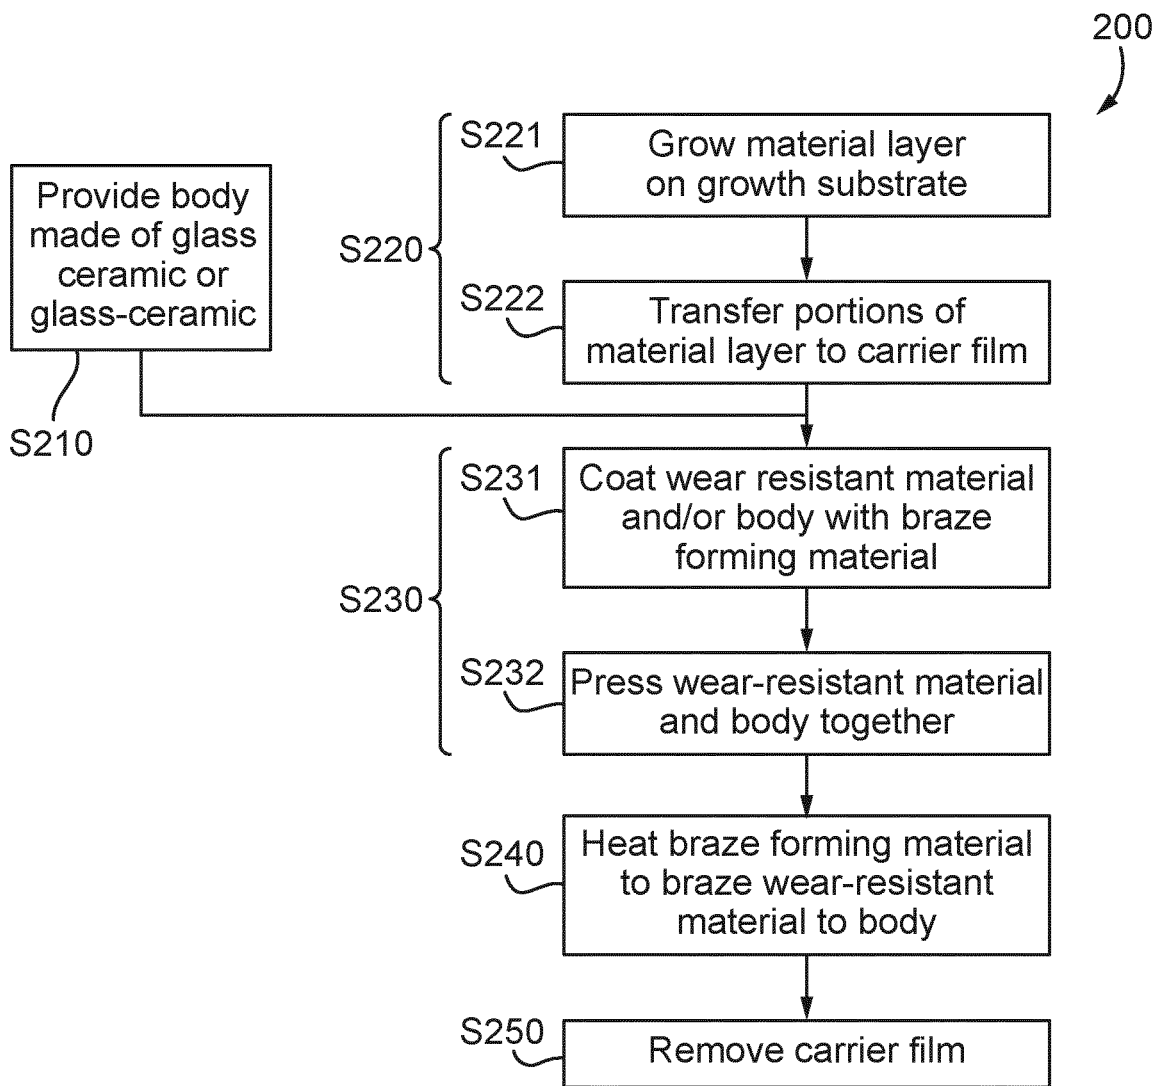 200
S221
Grow material layer
on growth substrate
Provide body
made of glass
ceramic or
glass-ceramic
S220
S222
Transfer portions of
material layer to carrier film
S210
S231
Coat wear resistant material
and/or body with braze
forming material
S230
S232
Press wear-resistant material
and body together
S240
Heat braze forming material
to braze wear-resistant
material to body
S250
Remove carrier film